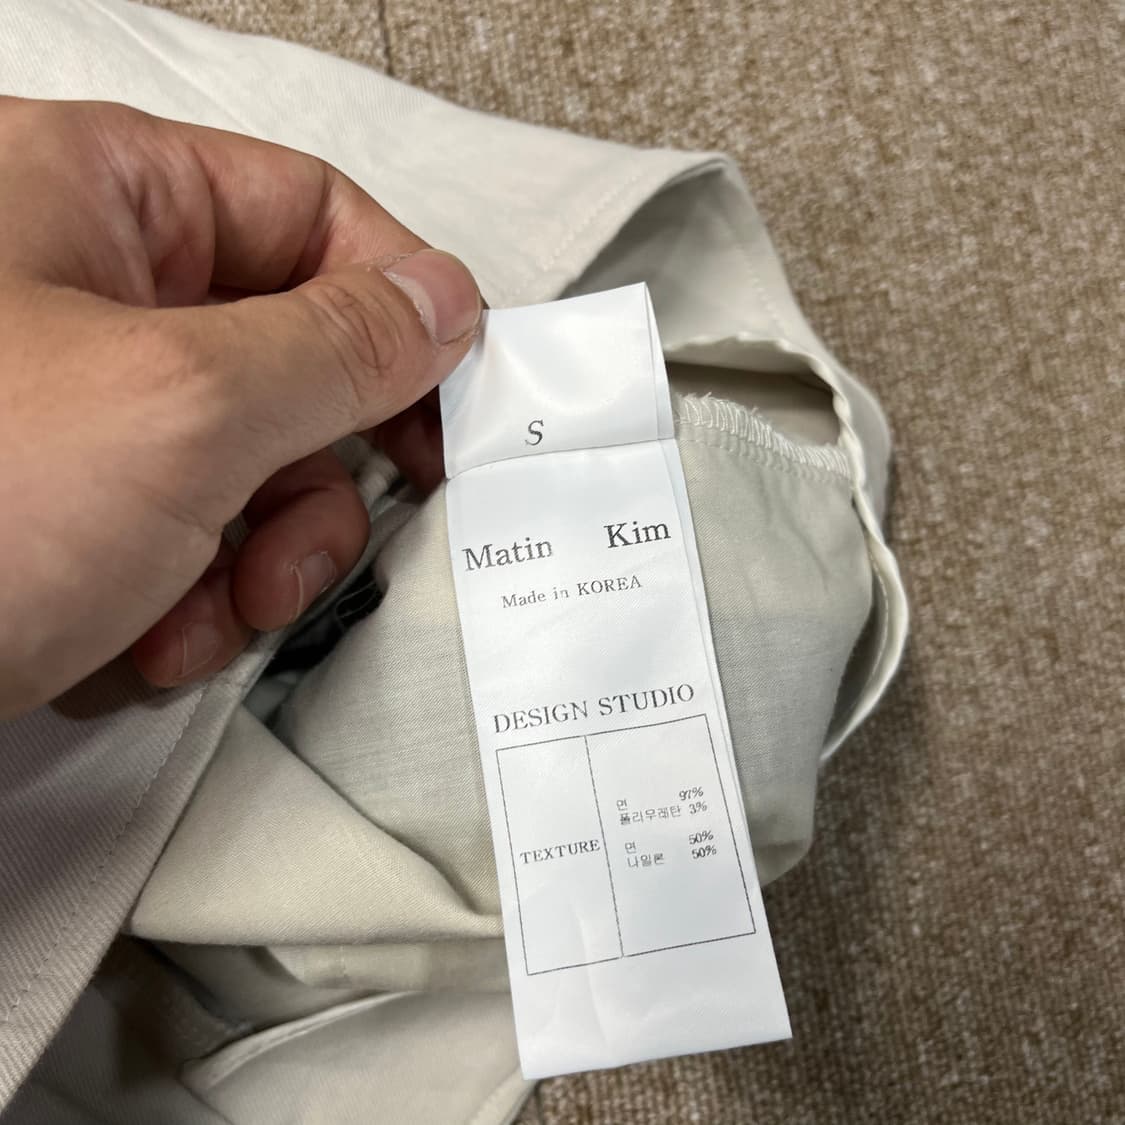 S
Matin Kim
Made in KOREA
DESIGN STUDIO
TEXTURE
면 97%
폴리우레탄 3%
면 50%
나일론 50%